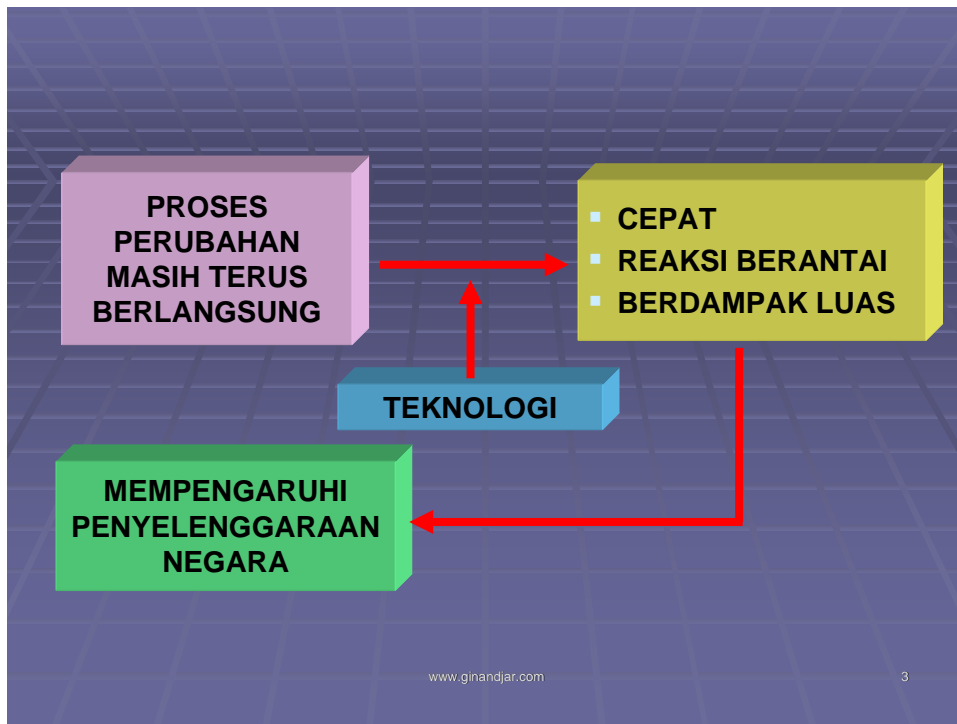 PROSES
PERUBAHAN
MASIH TERUS
BERLANGSUNG
▪ CEPAT
▪ REAKSI BERANTAI
▪ BERDAMPAK LUAS
TEKNOLOGI
MEMPENGARUHI
PENYELENGGARAAN
NEGARA
www.ginandjar.com
3